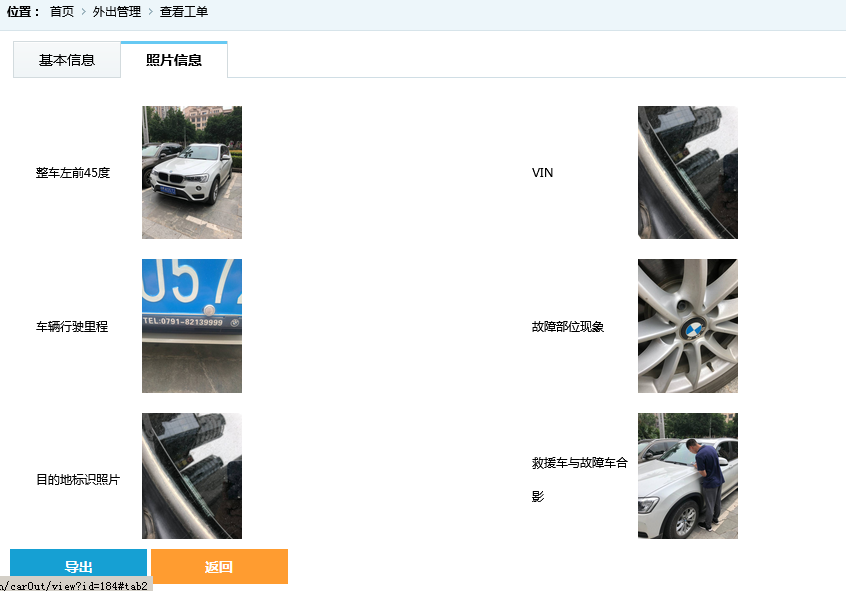 位置： 首页 > 外出管理 > 查看工单
基本信息
照片信息
整车左前45度
VIN
车辆行驶里程
J572
TEL:0791-82139999
故障部位现象
目的地标识照片
救援车与故障车合
影
导出
返回
n/carOut/view?id=184#tab2